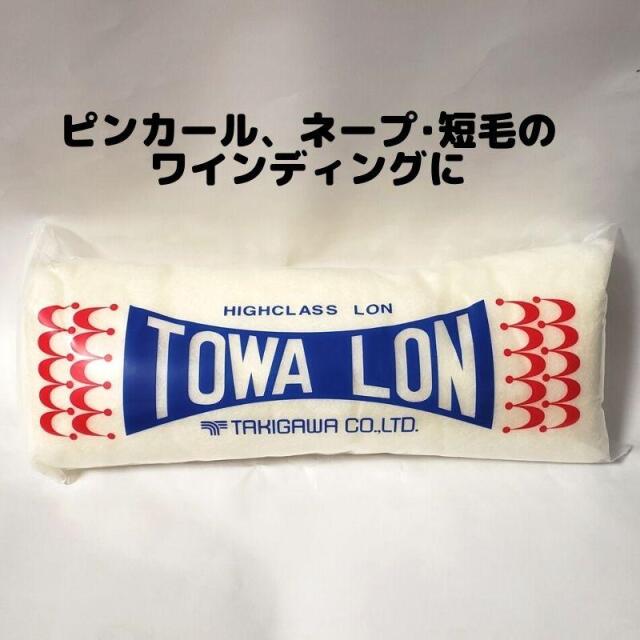 ピンカール、ネープ・短毛の
ワインディングに
HIGHCLASS LON
TOWA LON
TAKIGAWA CO.,LTD.